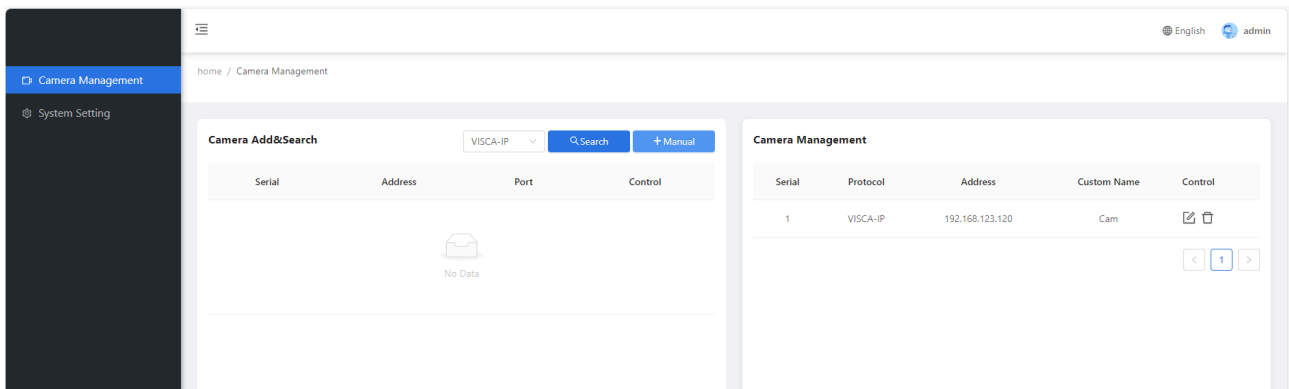 English admin
Camera Management
System Setting
home / Camera Management
Camera Add&Search VISCA-IP Search +Manual
Serial Address Port Control
No Data
Camera Management
Serial Protocol Address Custom Name Control
1 VISCA-IP 192.168.123.120 Cam
< 1 >